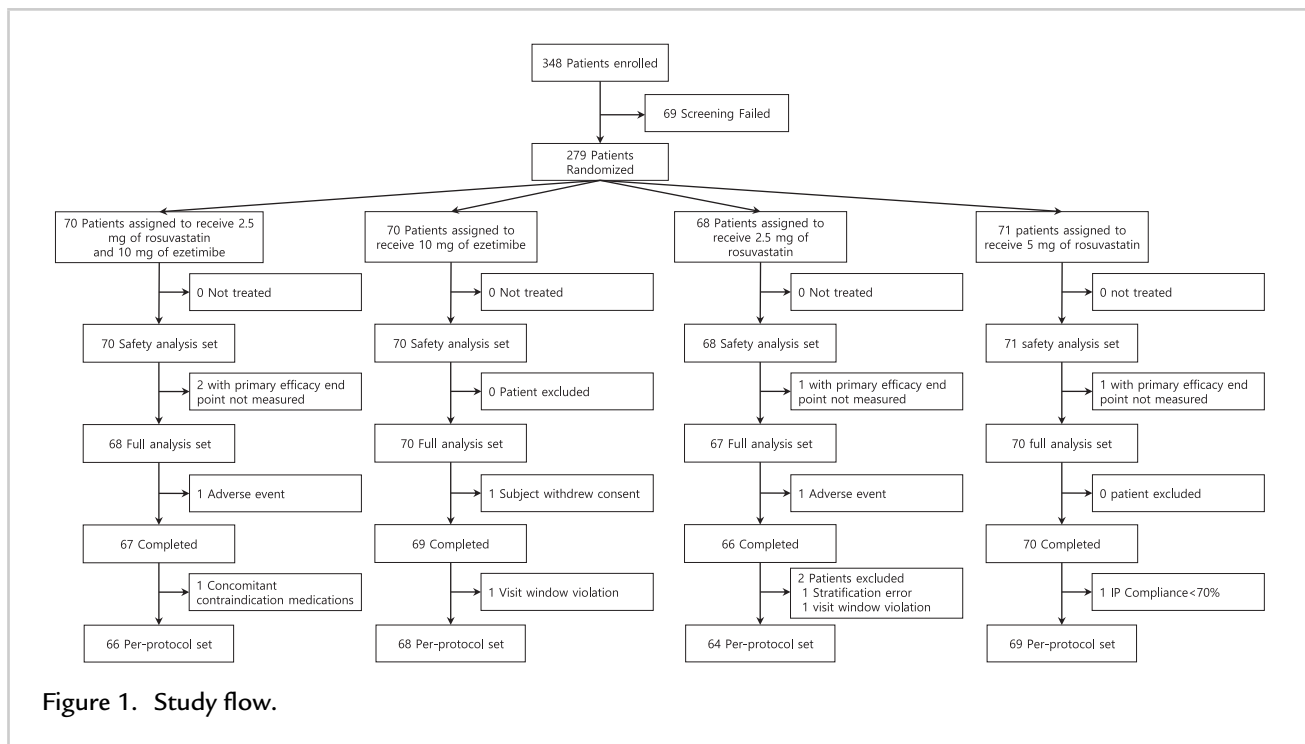 348 Patients enrolled
69 Screening Failed
279 Patients
Randomized
70 Patients assigned to receive 2.5
mg of rosuvastatin
and 10 mg of ezetimibe
70 Patients assigned to
receive 10 mg of ezetimibe
68 Patients assigned to
receive 2.5 mg of
rosuvastatin
71 patients assigned to
receive 5 mg of rosuvastatin
0 Not treated
0 Not treated
0 Not treated
0 not treated
70 Safety analysis set
70 Safety analysis set
68 Safety analysis set
71 safety analysis set
2 with primary efficacy end
point not measured
0 Patient excluded
1 with primary efficacy end
point not measured
1 with primary efficacy end
point not measured
68 Full analysis set
70 Full analysis set
67 Full analysis set
70 full analysis set
1 Adverse event
1 Subject withdrew consent
1 Adverse event
0 patient excluded
67 Completed
69 Completed
66 Completed
70 Completed
1 Concomitant
contraindication medications
1 Visit window violation
2 Patients excluded
1 Stratification error
1 visit window violation
1 IP Compliance<70%
66 Per-protocol set
68 Per-protocol set
64 Per-protocol set
69 Per-protocol set
Figure 1. Study flow.